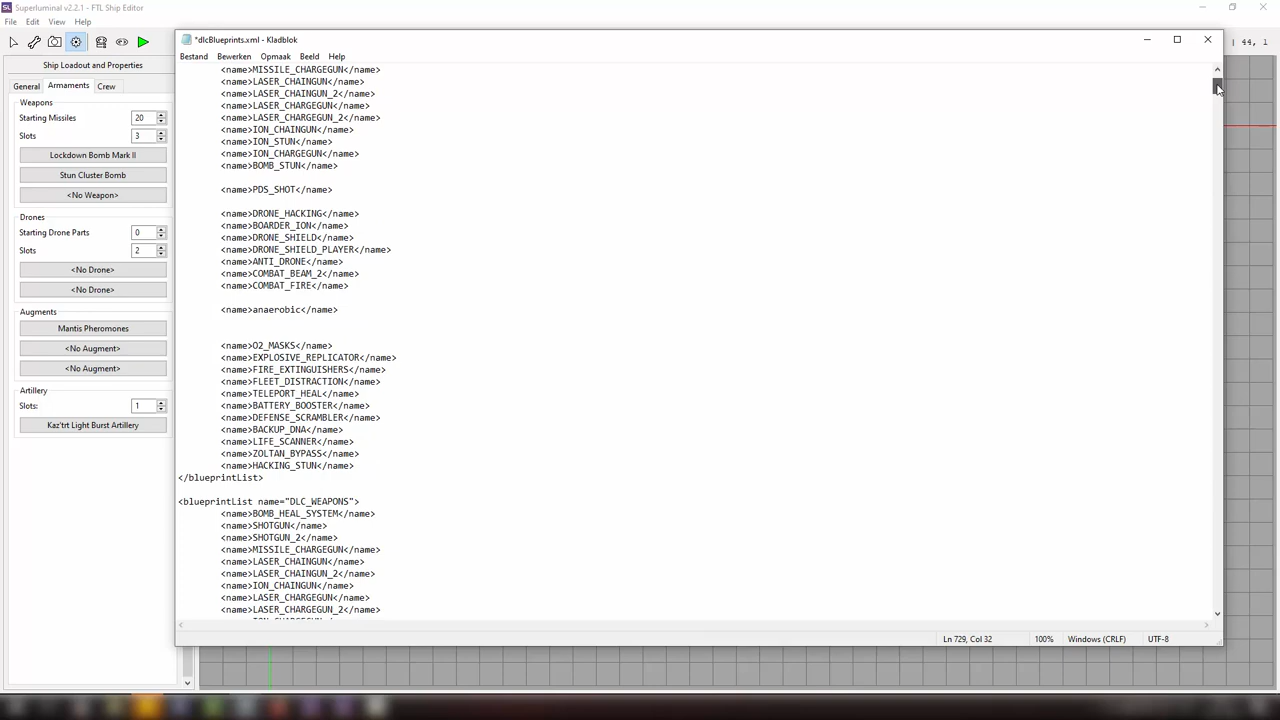 Superluminal v2.2.1 - FTL Ship Editor
File Edit View Help
44, 1
Ship Loadout and Properties
General Armaments Crew
Weapons
Starting Missiles 20
Slots 3
Lockdown Bomb Mark II
Stun Cluster Bomb
<No Weapon>
Drones
Starting Drone Parts 0
Slots 2
<No Drone>
<No Drone>
Augments
Mantis Pheromones
<No Augment>
<No Augment>
Artillery
Slots: 1
Kaz'trt Light Burst Artillery
*dlcBlueprints.xml - Kladblok
Bestand Bewerken Opmaak Beeld Help
<name>MISSILE_CHARGEGUN</name>
<name>LASER_CHAINGUN</name>
<name>LASER_CHAINGUN_2</name>
<name>LASER_CHARGEGUN</name>
<name>LASER_CHARGEGUN_2</name>
<name>ION_CHAINGUN</name>
<name>ION_STUN</name>
<name>ION_CHARGEGUN</name>
<name>BOMB_STUN</name>
<name>PDS_SHOT</name>
<name>DRONE_HACKING</name>
<name>BOARDER_ION</name>
<name>DRONE_SHIELD</name>
<name>DRONE_SHIELD_PLAYER</name>
<name>ANTI_DRONE</name>
<name>COMBAT_BEAM_2</name>
<name>COMBAT_FIRE</name>
<name>anaerobic</name>
<name>O2_MASKS</name>
<name>EXPLOSIVE_REPLICATOR</name>
<name>FIRE_EXTINGUISHERS</name>
<name>FLEET_DISTRACTION</name>
<name>TELEPORT_HEAL</name>
<name>BATTERY_BOOSTER</name>
<name>DEFENSE_SCRAMBLER</name>
<name>BACKUP_DNA</name>
<name>LIFE_SCANNER</name>
<name>ZOLTAN_BYPASS</name>
<name>HACKING_STUN</name>
</blueprintList>
<blueprintList name="DLC_WEAPONS">
<name>BOMB_HEAL_SYSTEM</name>
<name>SHOTGUN</name>
<name>SHOTGUN_2</name>
<name>MISSILE_CHARGEGUN</name>
<name>LASER_CHAINGUN</name>
<name>LASER_CHAINGUN_2</name>
<name>ION_CHAINGUN</name>
<name>LASER_CHARGEGUN</name>
<name>LASER_CHARGEGUN_2</name>
Ln 729, Col 32 100% Windows (CRLF) UTF-8